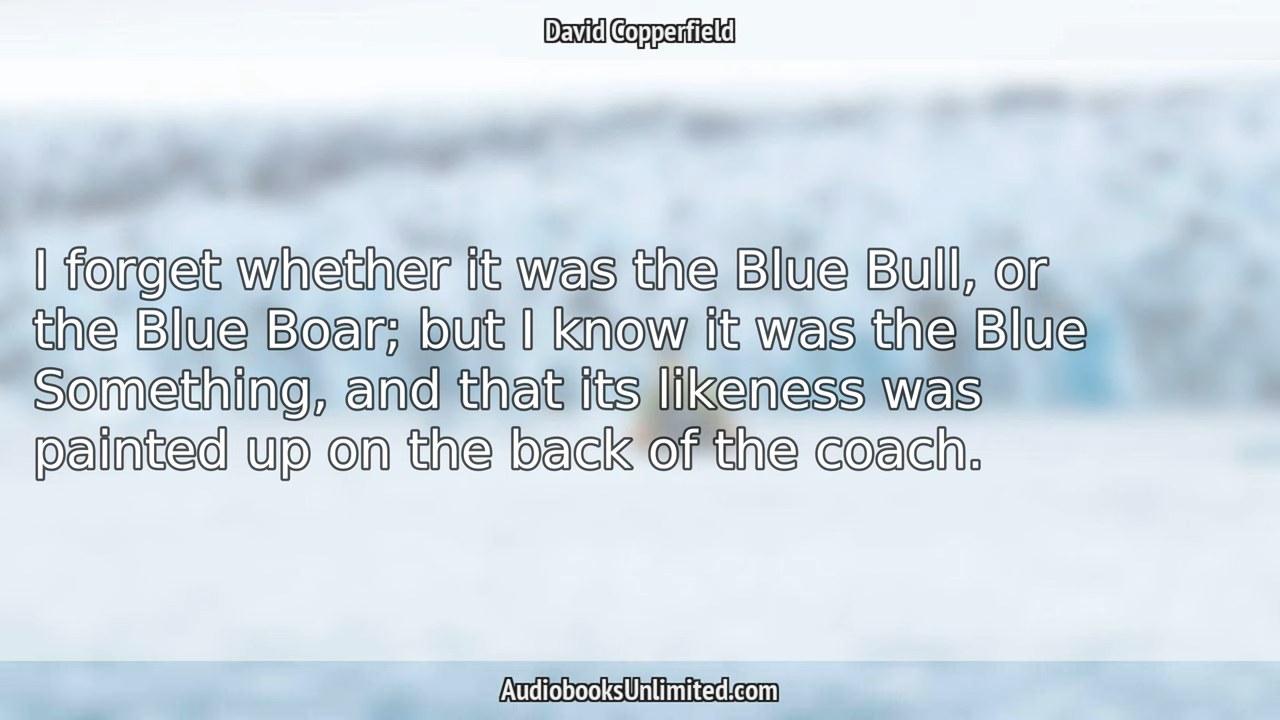 David Copperfield
I forget whether it was the Blue Bull, or
the Blue Boar; but I know it was the Blue
Something, and that its likeness was
painted up on the back of the coach.
AudiobooksUnlimited.com